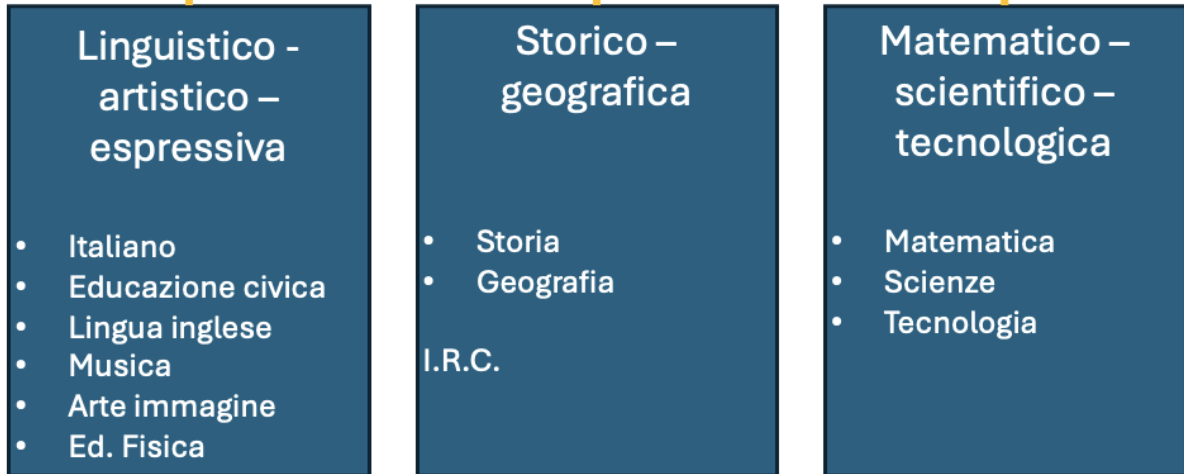 Linguistico -
artistico –
espressiva
• Italiano
• Educazione civica
• Lingua inglese
• Musica
• Arte immagine
• Ed. Fisica
Storico –
geografica
• Storia
• Geografia
I.R.C.
Matematico –
scientifico –
tecnologica
• Matematica
• Scienze
• Tecnologia